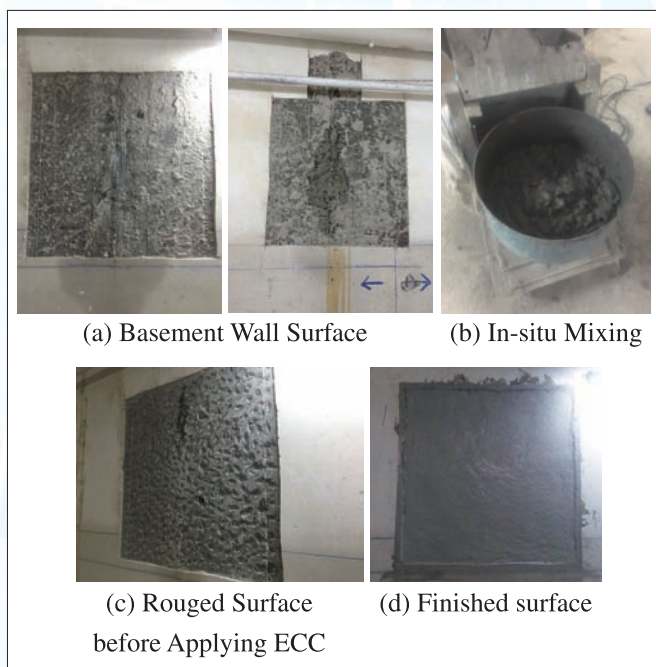 (a) Basement Wall Surface
(b) In-situ Mixing
(c) Rouged Surface
before Applying ECC
(d) Finished surface